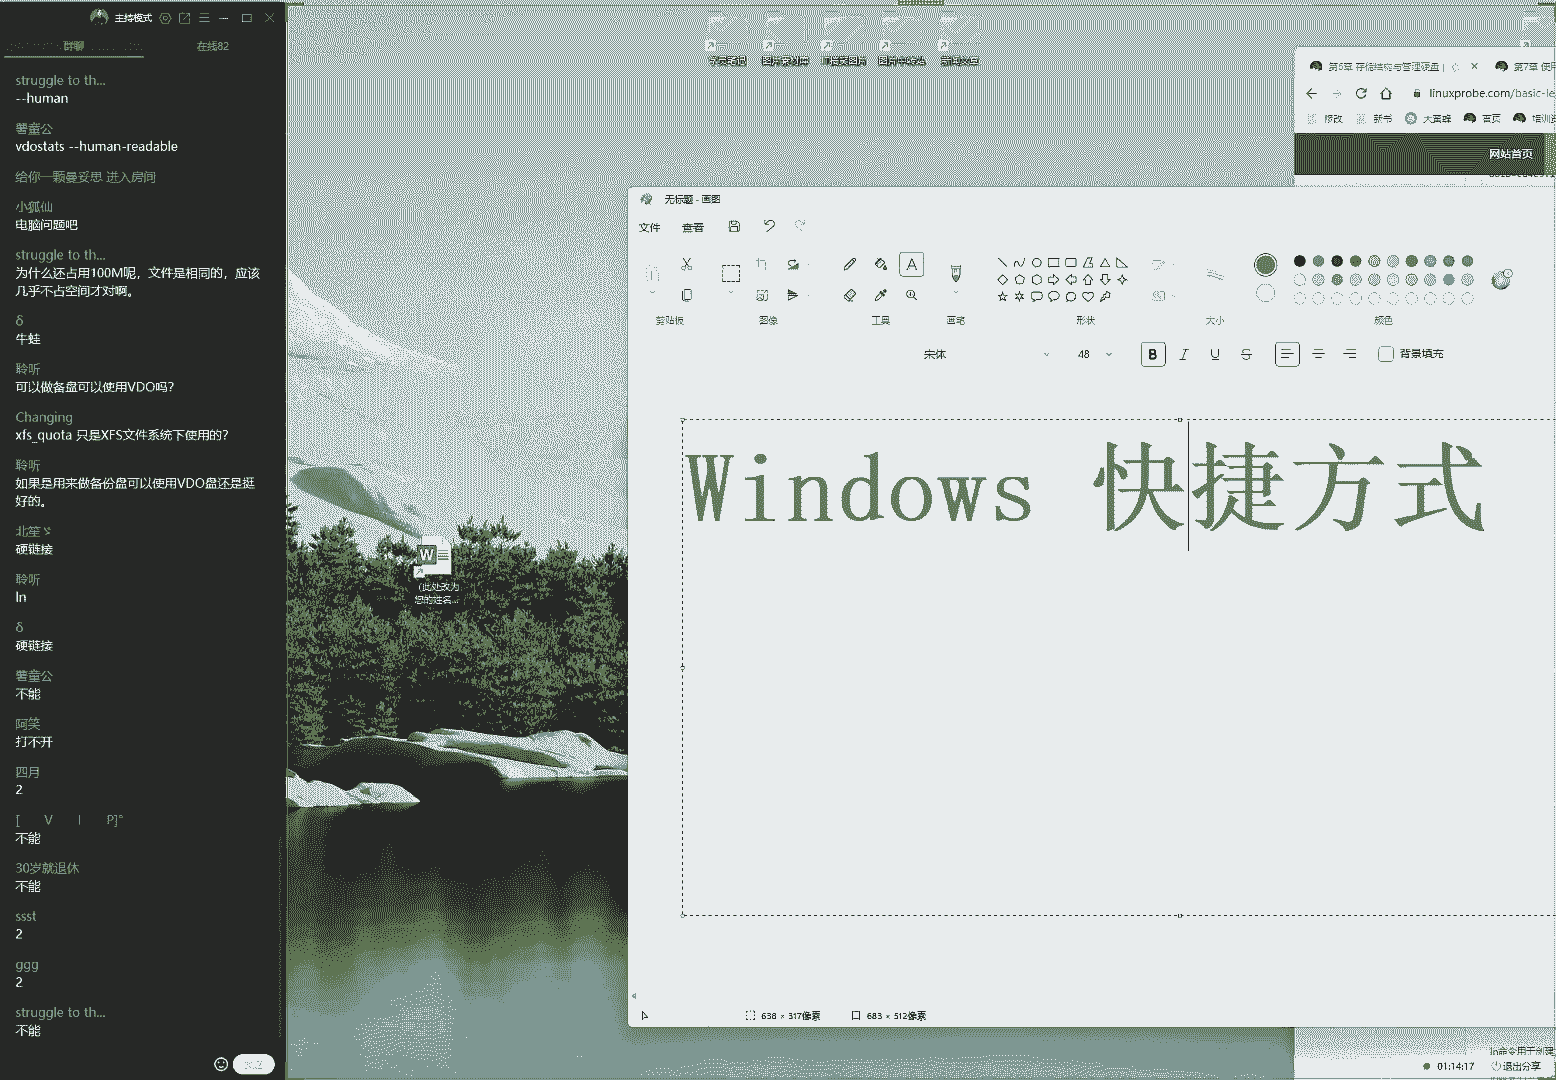 主持模式
群聊
在线82
struggle to th...
--human
薯童公
vdostats --human-readable
给你一颗曼妥思 进入房间
小狐仙
电脑问题吧
struggle to th...
为什么还占用100M呢，文件是相同的，应该
几乎不占空间才对啊。
δ
牛蛙
聆听
可以做备盘可以使用VDO吗？
Changing
xfs_quota 只是XFS文件系统下使用的？
聆听
如果是用来做备份盘可以使用VDO盘还是挺
好的。
北笙
硬链接
聆听
ln
δ
硬链接
薯童公
不能
阿笑
打不开
四月
2
[ V I P]°
不能
30岁就退休
不能
ssst
2
ggg
2
struggle to th...
不能
(此处改为
您的姓名...
第6章 存储结构与管理硬盘 |
第7章 使用
linuxprobe.com/basic-le
新书
首页
网站首页
无标题 - 画图
文件
查看
剪贴板
图像
工具
画笔
形状
大小
颜色
宋体
48
B
I
U
S
背景填充
Windows 快捷方式
638 × 317像素
683 × 512像素
ln命令用于创建
01:14:17
退出分享